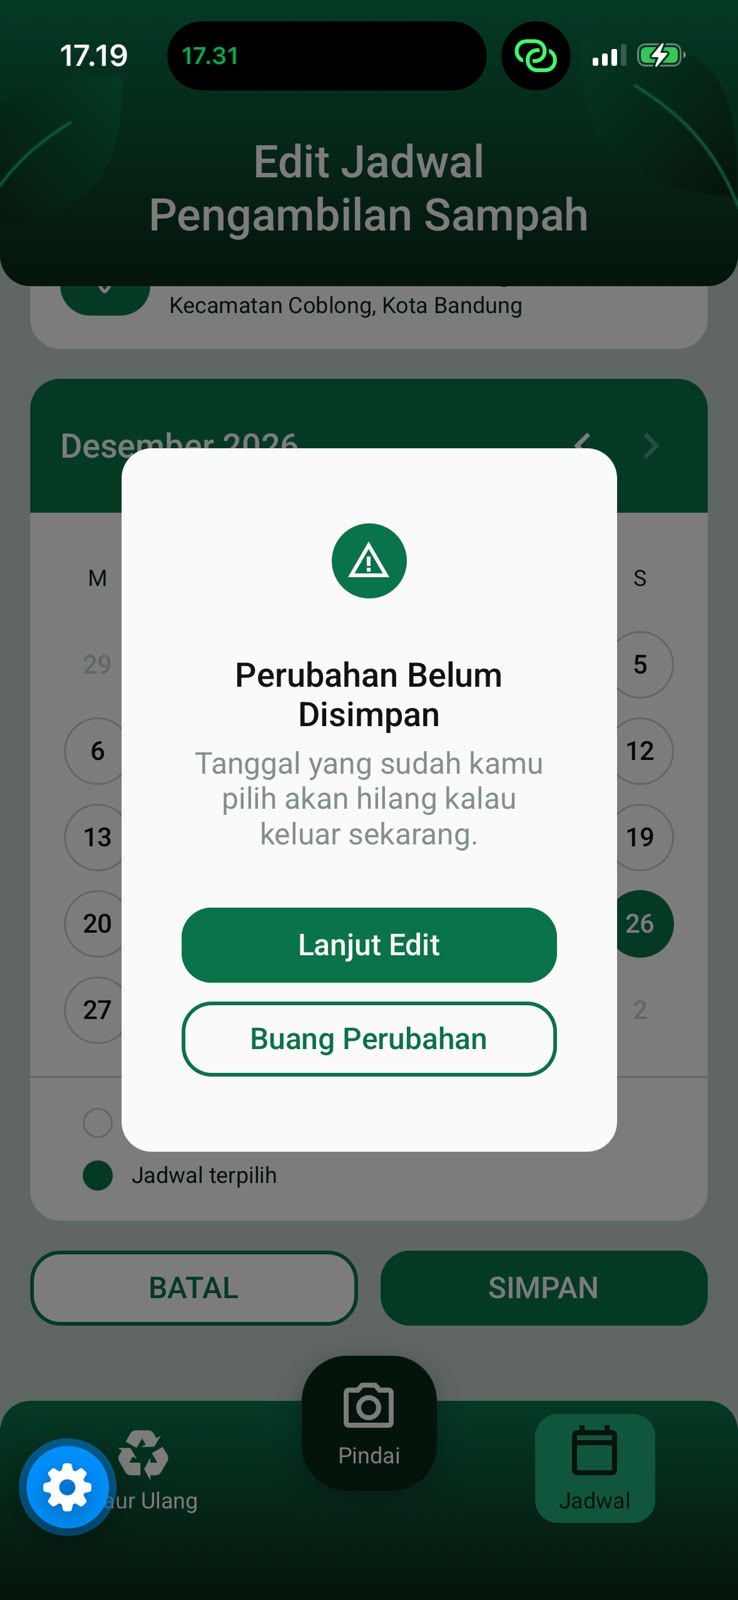 17.19
17.31
Edit Jadwal
Pengambilan Sampah
Kecamatan Coblong, Kota Bandung
Desember 2026
M
S
29
5
6
12
13
19
20
26
27
2
Perubahan Belum
Disimpan
Tanggal yang sudah kamu
pilih akan hilang kalau
keluar sekarang.
Lanjut Edit
Buang Perubahan
Jadwal terpilih
BATAL
SIMPAN
Pindai
aur Ulang
Jadwal